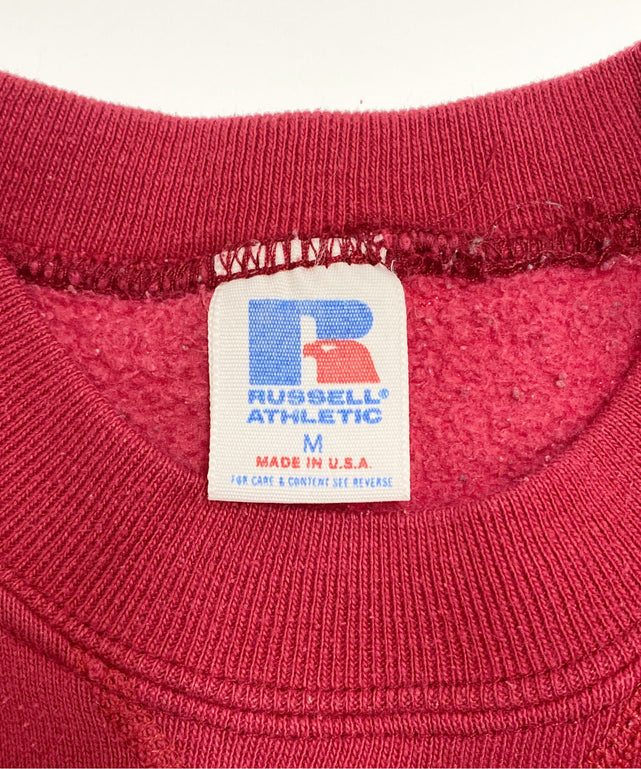 R
RUSSELL®
ATHLETIC
M
MADE IN U.S.A.
FOR CARE & CONTENT SEE REVERSE